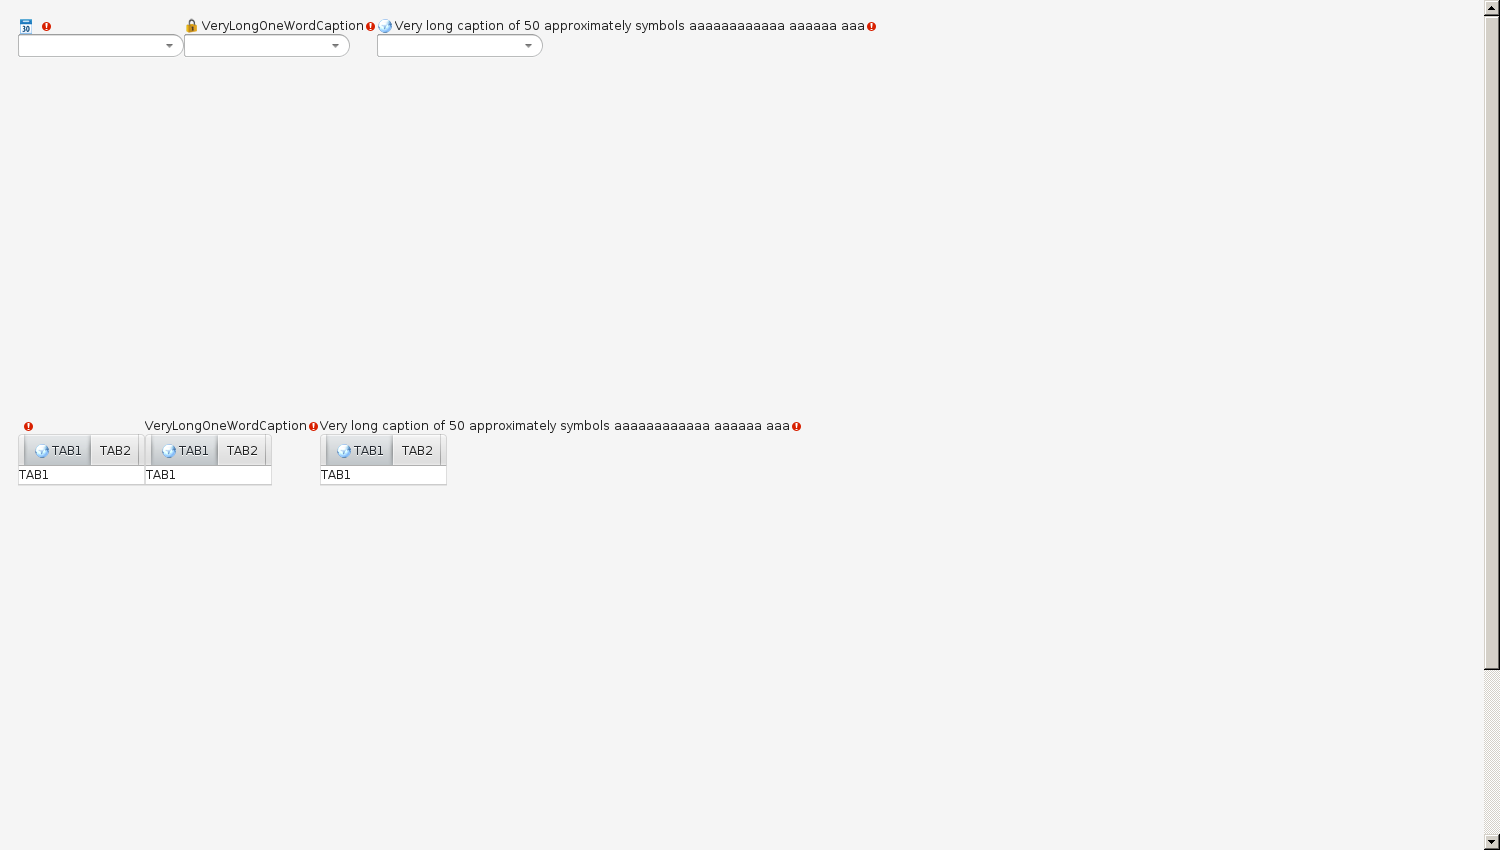 30 VeryLongOneWordCaption Very long caption of 50 approximately symbols aaaaaaaaaaaa aaaaaa aaa
VeryLongOneWordCaption Very long caption of 50 approximately symbols aaaaaaaaaaaa aaaaaa aaa
TAB1 TAB2 TAB1 TAB2 TAB1 TAB2
TAB1 TAB1 TAB1